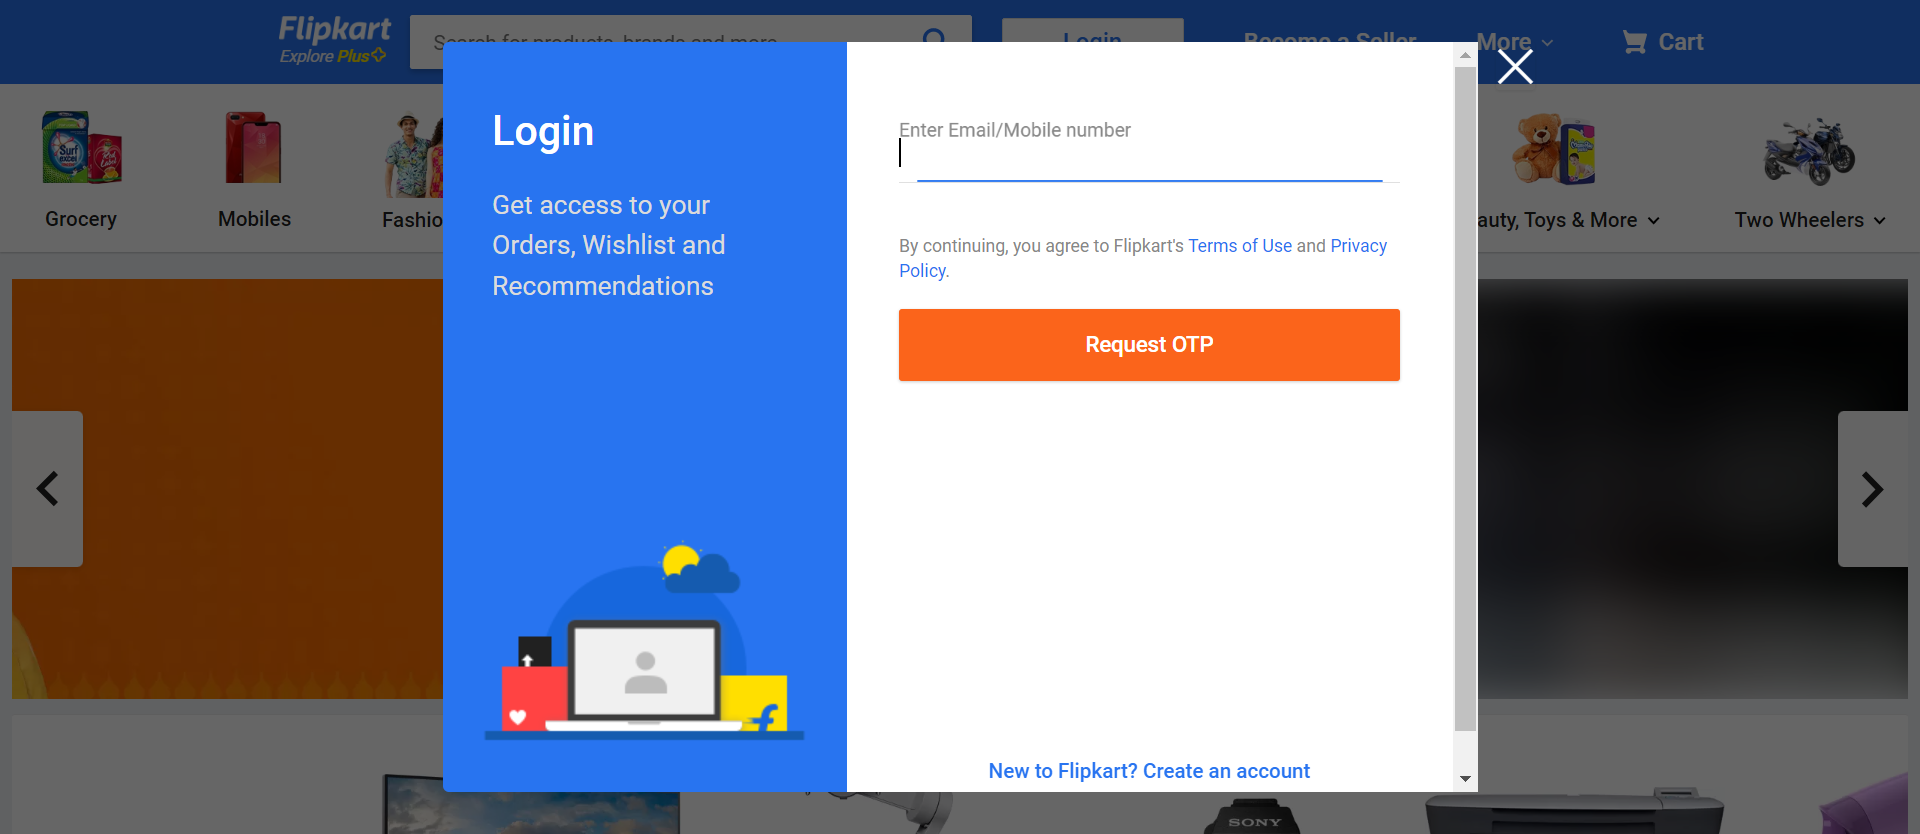 Flipkart
Explore Plus
Search for products, brands and more
Login
Become a Seller
More
Cart
Grocery
Mobiles
Fashio
auty, Toys & More
Two Wheelers
Login
Get access to your
Orders, Wishlist and
Recommendations
Enter Email/Mobile number
By continuing, you agree to Flipkart's Terms of Use and Privacy
Policy.
Request OTP
New to Flipkart? Create an account
Surf
excel
SONY